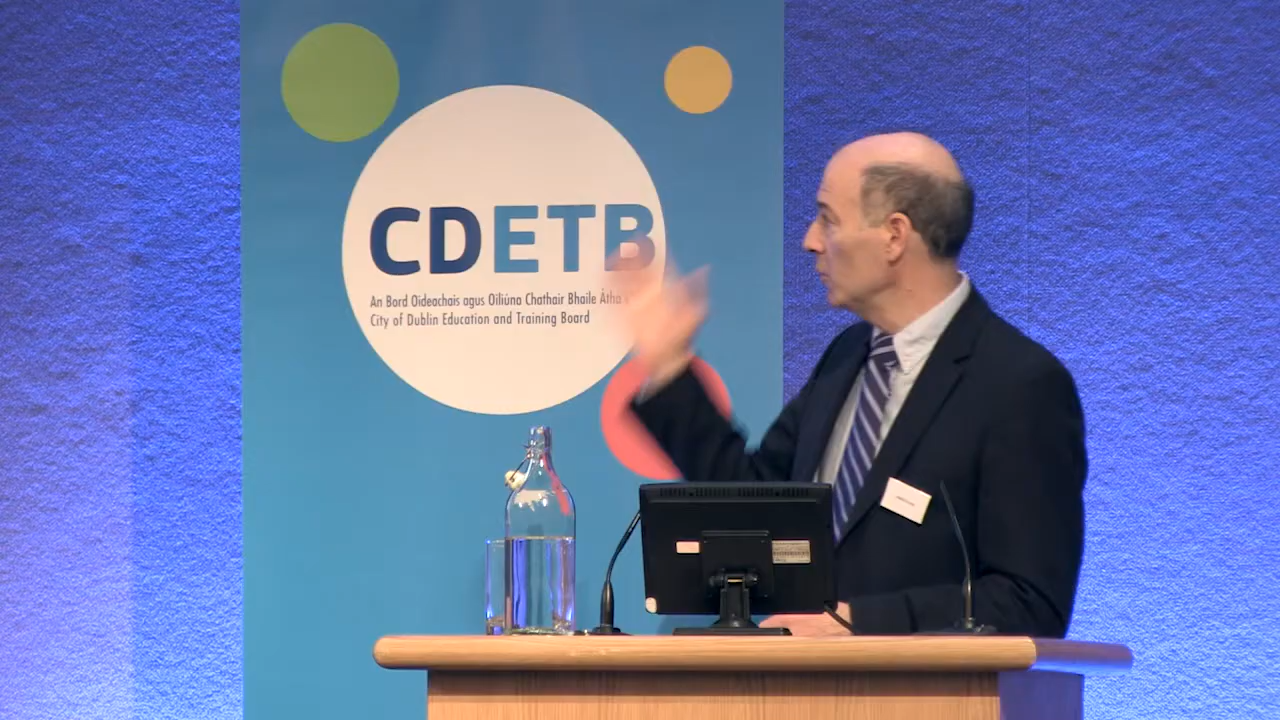 CDETB
An Bord Oideachais agus Oiliúna Chathair Bhaile Átha
City of Dublin Education and Training Board